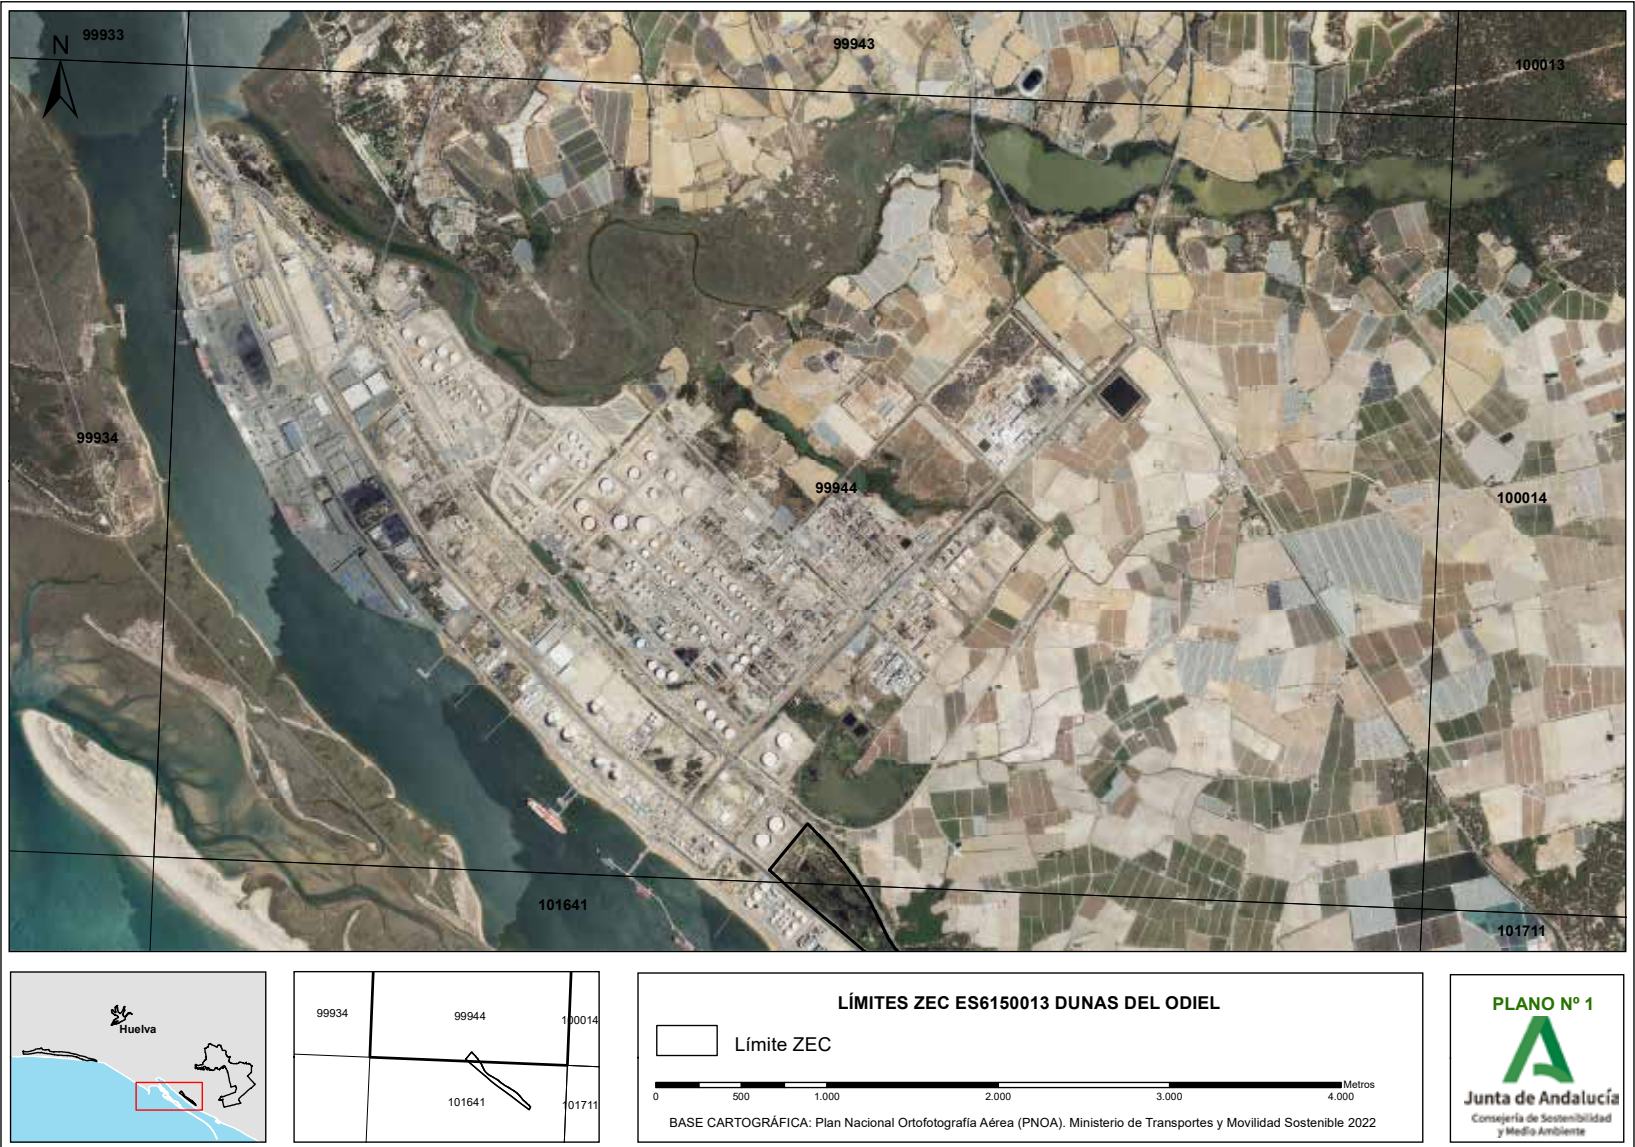 N
99933
99943
100013
99934
99944
100014
101641
101711
Huelva
99934
99944
100014
101641
101711
LÍMITES ZEC ES6150013 DUNAS DEL ODIEL
Límite ZEC
Metros
0 500 1.000 2.000 3.000 4.000
BASE CARTOGRÁFICA: Plan Nacional Ortofotografía Aérea (PNOA). Ministerio de Transportes y Movilidad Sostenible 2022
PLANO Nº 1
Junta de Andalucía
Consejería de Sostenibilidad
y Medio Ambiente